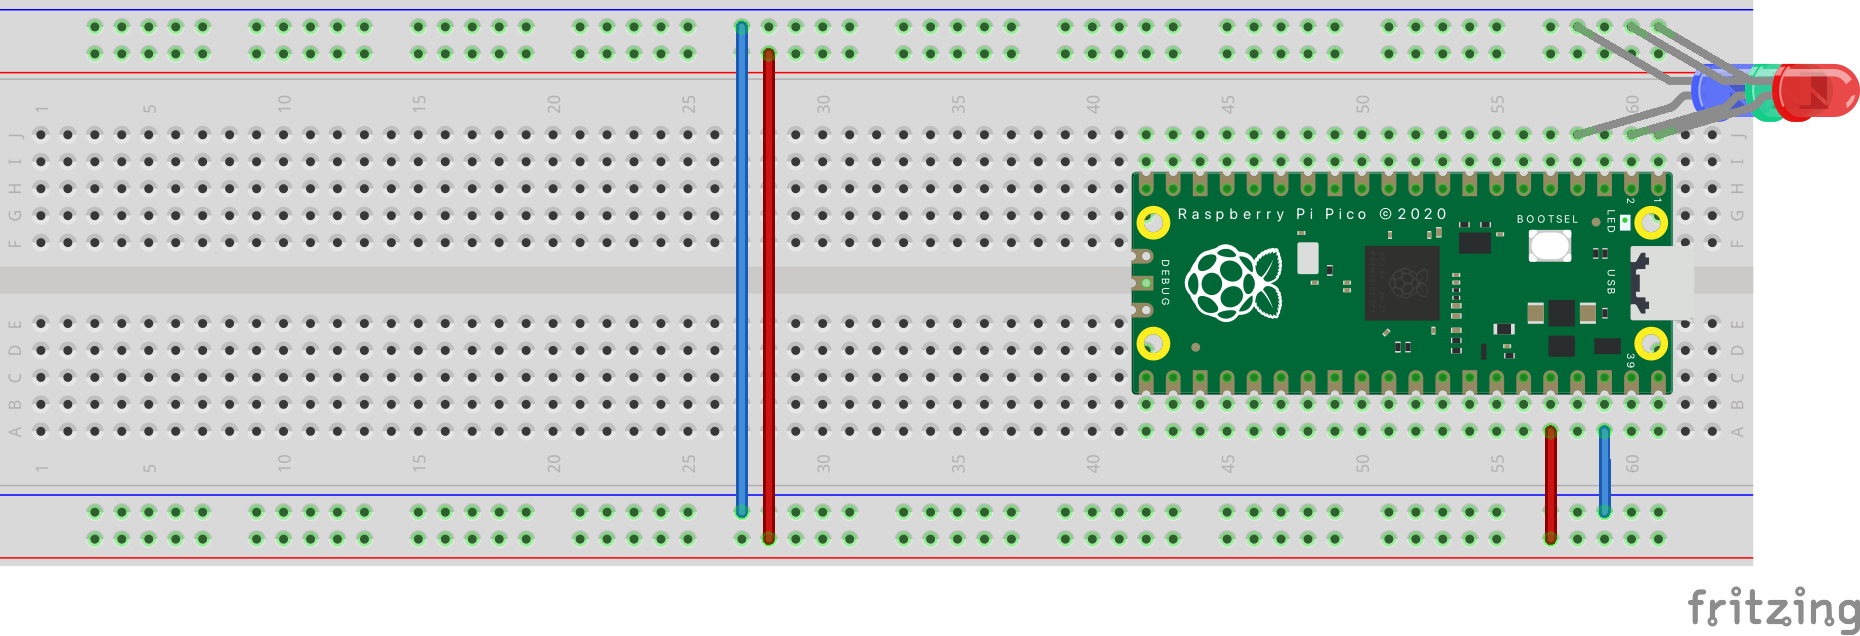 1 5 10 15 20 25 30 35 40 45 50 55 60
J J
I I
H H
G G
F F
Raspberry Pi Pico ©2020
BOOTSEL
LED
2
1
DEBUG
USB
39
E E
D D
C C
B B
A A
1 5 10 15 20 25 30 35 40 45 50 55 60
fritzing